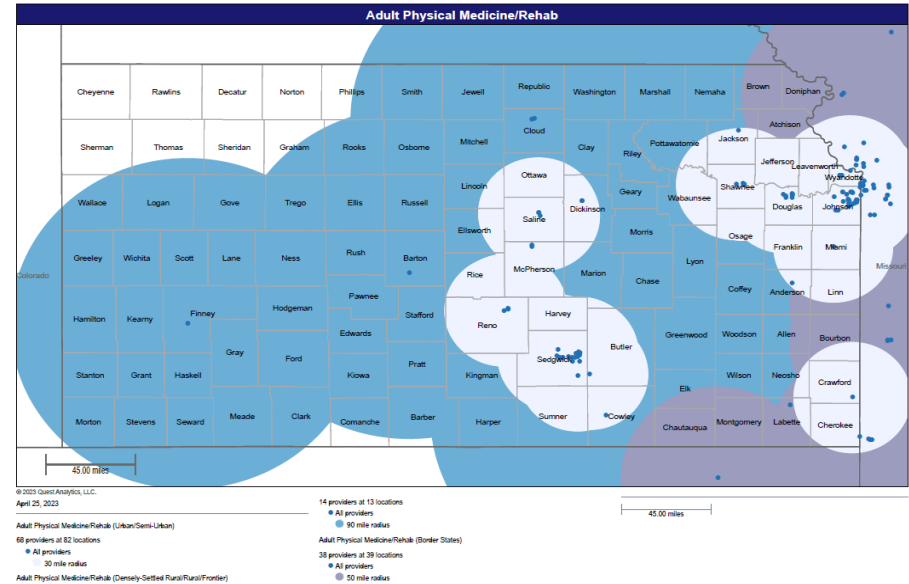 Adult Physical Medicine/Rehab
Cheyenne Rawlins Decatur Norton Phillips Smith Jewell Republic Washington Marshall Nemaha Brown Doniphan
Sherman Thomas Sheridan Graham Rooks Osborne Mitchell Cloud Clay Riley Pottawatomie Jackson Atchison
Jefferson Leavenworth Wyandotte
Wallace Logan Gove Trego Ellis Russell Lincoln Ottawa Dickinson Geary Wabaunsee Shawnee Douglas Johnson
Saline Ellsworth Morris Osage
Greeley Wichita Scott Lane Ness Rush Barton Rice McPherson Marion Chase Lyon Franklin Miami
Colorado Missouri
Hamilton Kearny Finney Hodgeman Pawnee Stafford Reno Harvey Coffey Anderson Linn
Gray Ford Edwards Sedgwick Butler Greenwood Woodson Allen Bourbon
Stanton Grant Haskell Kiowa Pratt Kingman Elk Wilson Neosho Crawford
Morton Stevens Seward Meade Clark Comanche Barber Harper Sumner Cowley Chautauqua Montgomery Labette Cherokee
45.00 miles
© 2023 Quest Analytics, LLC.
April 25, 2023
Adult Physical Medicine/Rehab (Urban/Semi-Urban)
68 providers at 82 locations
All providers
30 mile radius
Adult Physical Medicine/Rehab (Densely-Settled Rural/Rural/Frontier)
14 providers at 13 locations
All providers
90 mile radius
Adult Physical Medicine/Rehab (Border States)
38 providers at 39 locations
All providers
50 mile radius
45.00 miles